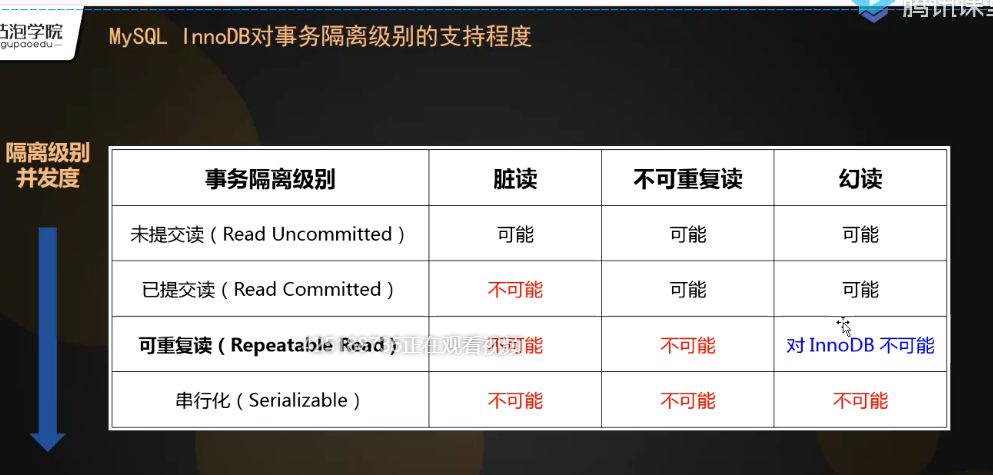 咕泡学院
gupaoedu
腾讯课堂
MySQL InnoDB对事务隔离级别的支持程度
隔离级别
并发度
事务隔离级别 脏读 不可重复读 幻读
未提交读（Read Uncommitted） 可能 可能 可能
已提交读（Read Committed） 不可能 可能 可能
可重复读（Repeatable Read） 不可能 不可能 对 InnoDB 不可能
正在观看视频
串行化（Serializable） 不可能 不可能 不可能